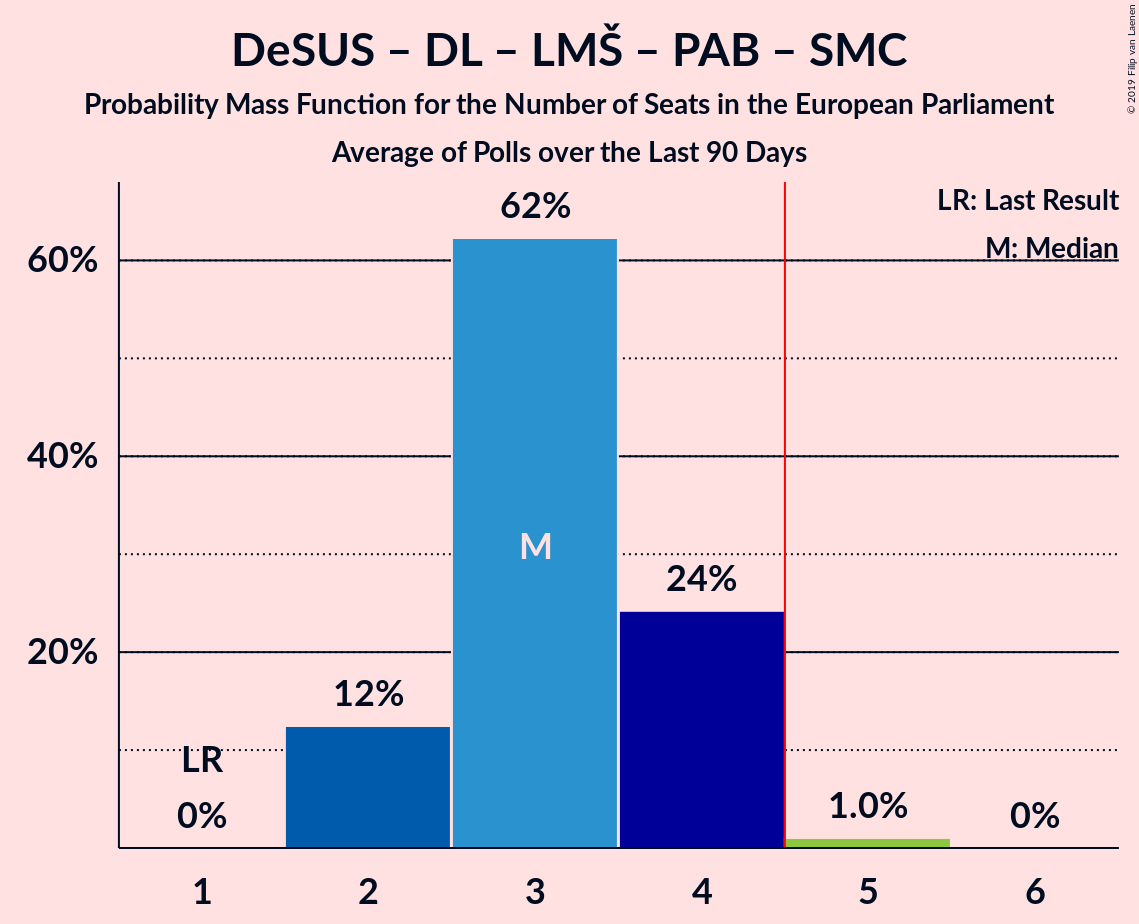 DeSUS – DL – LMŠ – PAB – SMC
Probability Mass Function for the Number of Seats in the European Parliament
Average of Polls over the Last 90 Days
© 2019 Filip van Laenen
LR: Last Result
M: Median
62%
60%
40%
M
24%
20%
12%
LR
0%
1.0%
0%
1 2 3 4 5 6